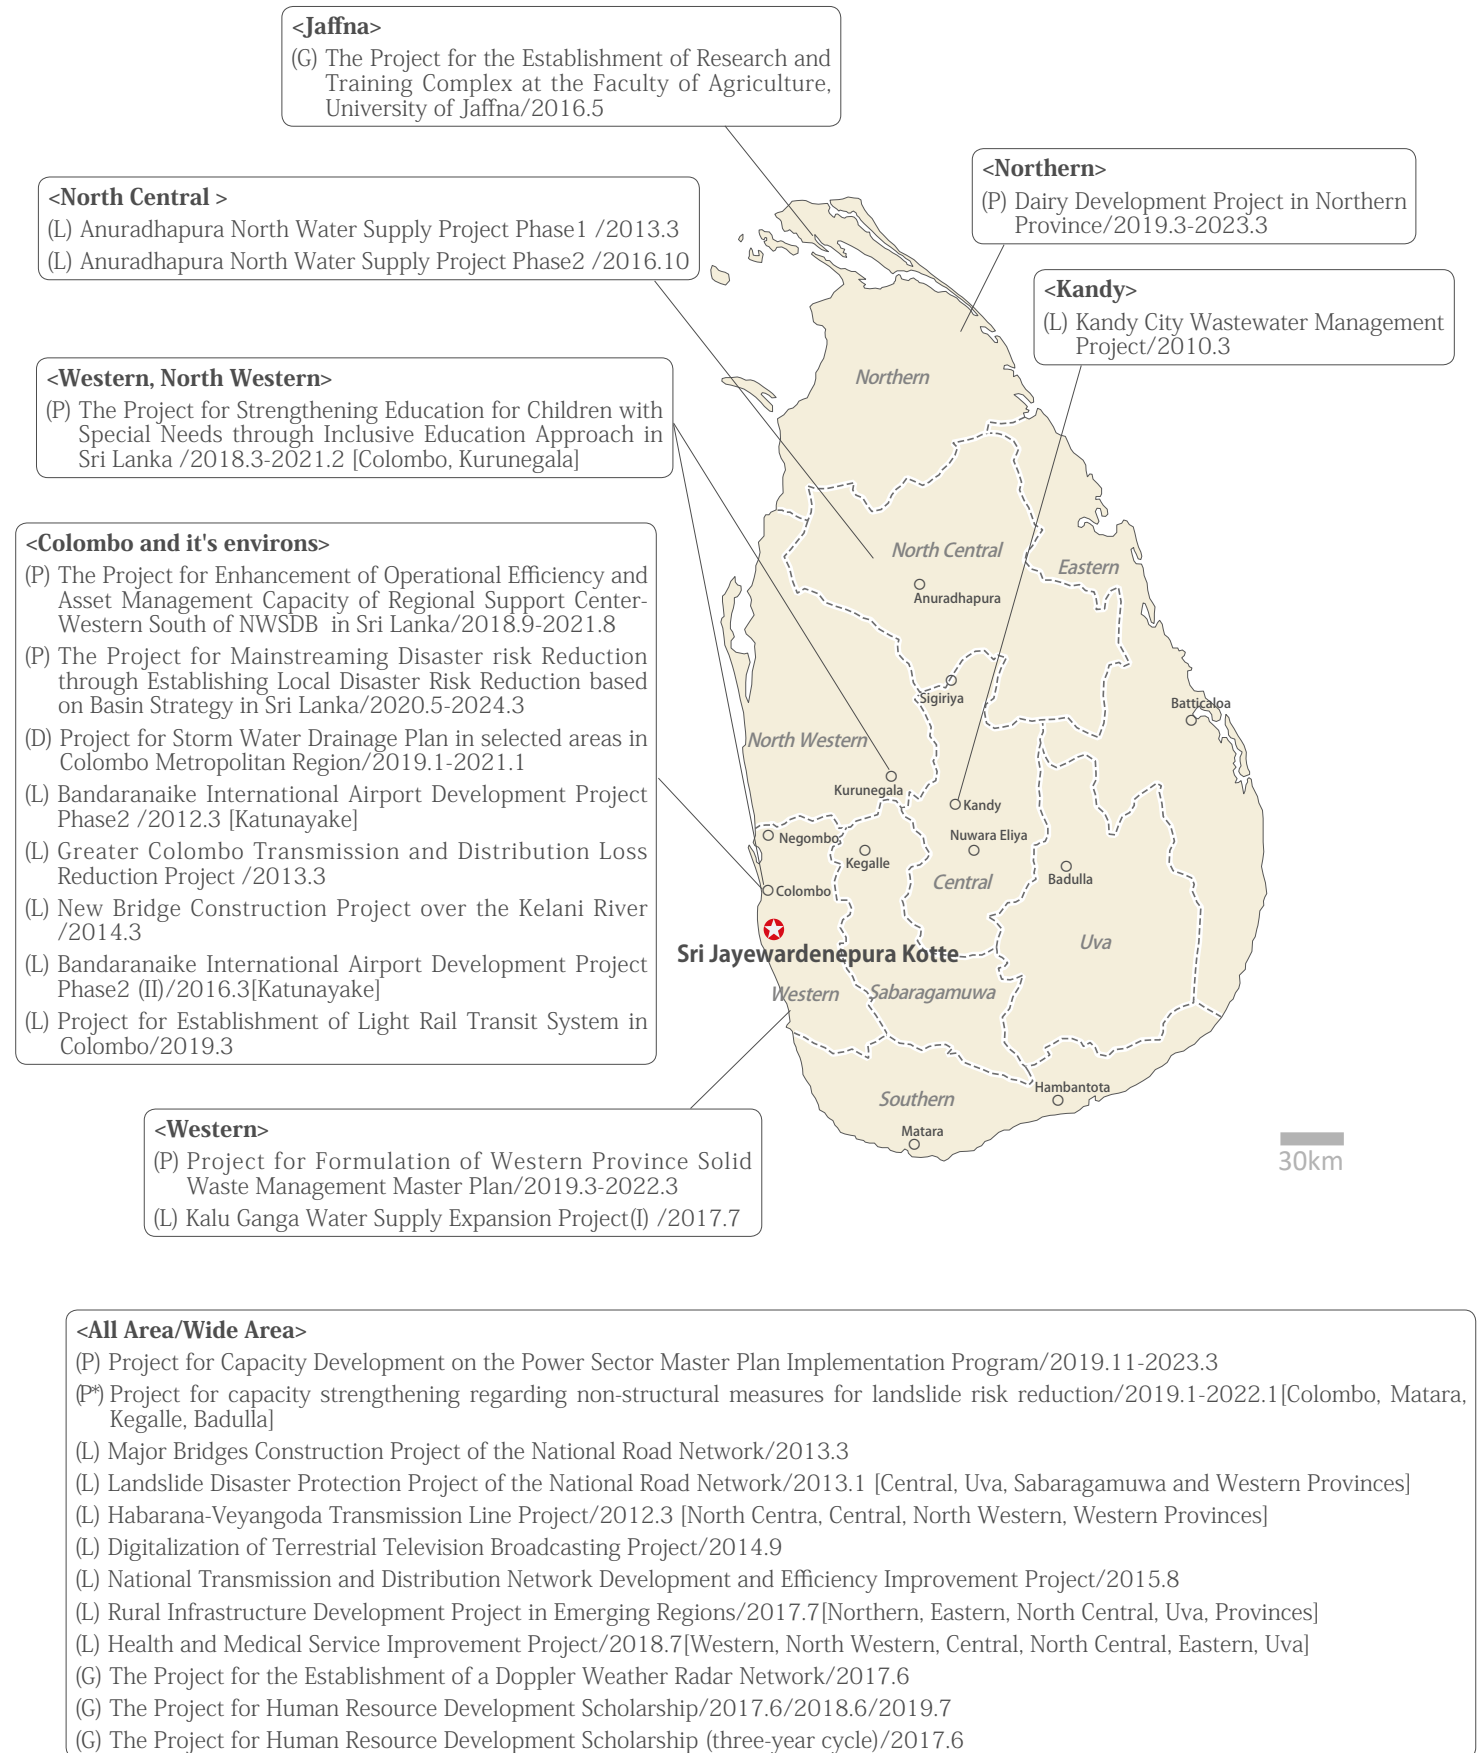 <Jaffna>
(G) The Project for the Establishment of Research and
Training Complex at the Faculty of Agriculture,
University of Jaffna/2016.5
<Northern>
(P) Dairy Development Project in Northern
Province/2019.3-2023.3
<North Central >
(L) Anuradhapura North Water Supply Project Phase1 /2013.3
(L) Anuradhapura North Water Supply Project Phase2 /2016.10
<Kandy>
(L) Kandy City Wastewater Management
Project/2010.3
<Western, North Western>
(P) The Project for Strengthening Education for Children with
Special Needs through Inclusive Education Approach in
Sri Lanka /2018.3-2021.2 [Colombo, Kurunegala]
<Colombo and it's environs>
(P) The Project for Enhancement of Operational Efficiency and
Asset Management Capacity of Regional Support Center-
Western South of NWSDB in Sri Lanka/2018.9-2021.8
(P) The Project for Mainstreaming Disaster risk Reduction
through Establishing Local Disaster Risk Reduction based
on Basin Strategy in Sri Lanka/2020.5-2024.3
(D) Project for Storm Water Drainage Plan in selected areas in
Colombo Metropolitan Region/2019.1-2021.1
(L) Bandaranaike International Airport Development Project
Phase2 /2012.3 [Katunayake]
(L) Greater Colombo Transmission and Distribution Loss
Reduction Project /2013.3
(L) New Bridge Construction Project over the Kelani River
/2014.3
(L) Bandaranaike International Airport Development Project
Phase2 (II)/2016.3[Katunayake]
(L) Project for Establishment of Light Rail Transit System in
Colombo/2019.3
Northern
North Central
Eastern
Anuradhapura
Sigiriya
Batticaloa
North Western
Kurunegala
Kandy
Negombo
Nuwara Eliya
Kegalle
Badulla
Central
Colombo
Uva
Sri Jayewardenepura Kotte
Western
Sabaragamuwa
Hambantota
Southern
Matara
30km
<Western>
(P) Project for Formulation of Western Province Solid
Waste Management Master Plan/2019.3-2022.3
(L) Kalu Ganga Water Supply Expansion Project(I) /2017.7
<All Area/Wide Area>
(P) Project for Capacity Development on the Power Sector Master Plan Implementation Program/2019.11-2023.3
(P*) Project for capacity strengthening regarding non-structural measures for landslide risk reduction/2019.1-2022.1[Colombo, Matara,
Kegalle, Badulla]
(L) Major Bridges Construction Project of the National Road Network/2013.3
(L) Landslide Disaster Protection Project of the National Road Network/2013.1 [Central, Uva, Sabaragamuwa and Western Provinces]
(L) Habarana-Veyangoda Transmission Line Project/2012.3 [North Centra, Central, North Western, Western Provinces]
(L) Digitalization of Terrestrial Television Broadcasting Project/2014.9
(L) National Transmission and Distribution Network Development and Efficiency Improvement Project/2015.8
(L) Rural Infrastructure Development Project in Emerging Regions/2017.7[Northern, Eastern, North Central, Uva, Provinces]
(L) Health and Medical Service Improvement Project/2018.7[Western, North Western, Central, North Central, Eastern, Uva]
(G) The Project for the Establishment of a Doppler Weather Radar Network/2017.6
(G) The Project for Human Resource Development Scholarship/2017.6/2018.6/2019.7
(G) The Project for Human Resource Development Scholarship (three-year cycle)/2017.6